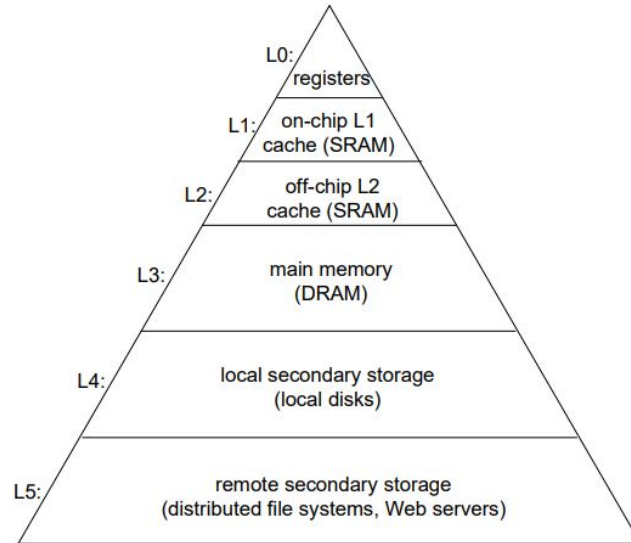 L0:
registers
L1:
on-chip L1
cache (SRAM)
L2:
off-chip L2
cache (SRAM)
L3:
main memory
(DRAM)
L4:
local secondary storage
(local disks)
L5:
remote secondary storage
(distributed file systems, Web servers)